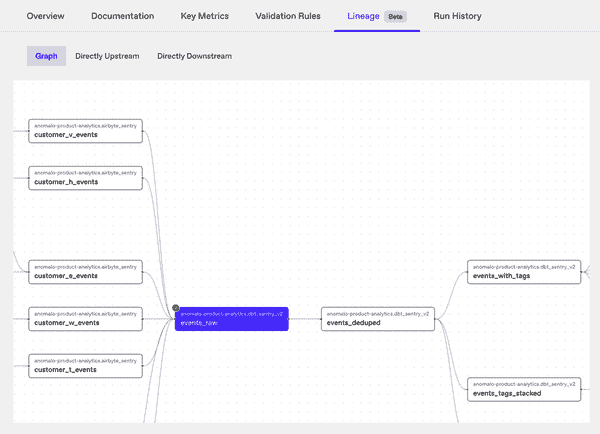 Overview Documentation Key Metrics Validation Rules Lineage Beta Run History
Graph Directly Upstream Directly Downstream
anomalo-product-analytics.airbyte_sentry
customer_v_events
anomalo-product-analytics.airbyte_sentry
customer_h_events
anomalo-product-analytics.airbyte_sentry
customer_e_events
anomalo-product-analytics.airbyte_sentry
customer_w_events
anomalo-product-analytics.airbyte_sentry
customer_t_events
anomalo-product-analytics.dbt_sentry_v2
events_raw
anomalo-product-analytics.dbt_sentry_v2
events_deduped
anomalo-product-analytics.dbt_sentry_v2
events_with_tags
anomalo-product-analytics.dbt_sentry_v2
events_tags_stacked